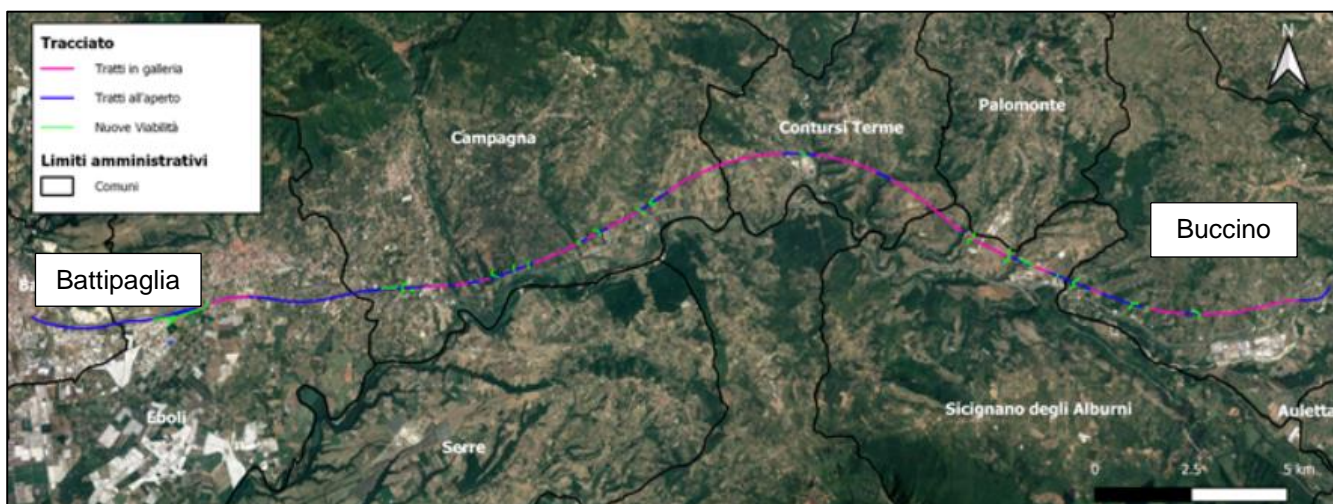 Tracciato
Tratti in galleria
Tratti all'aperto
Nuove Viabilità
Limiti amministrativi
Comuni
N
Palomonte
Contursi Terme
Campagna
Buccino
Battipaglia
Eboli
Sicignano degli Alburni
Auletta
Serre
0 2.5 5 km